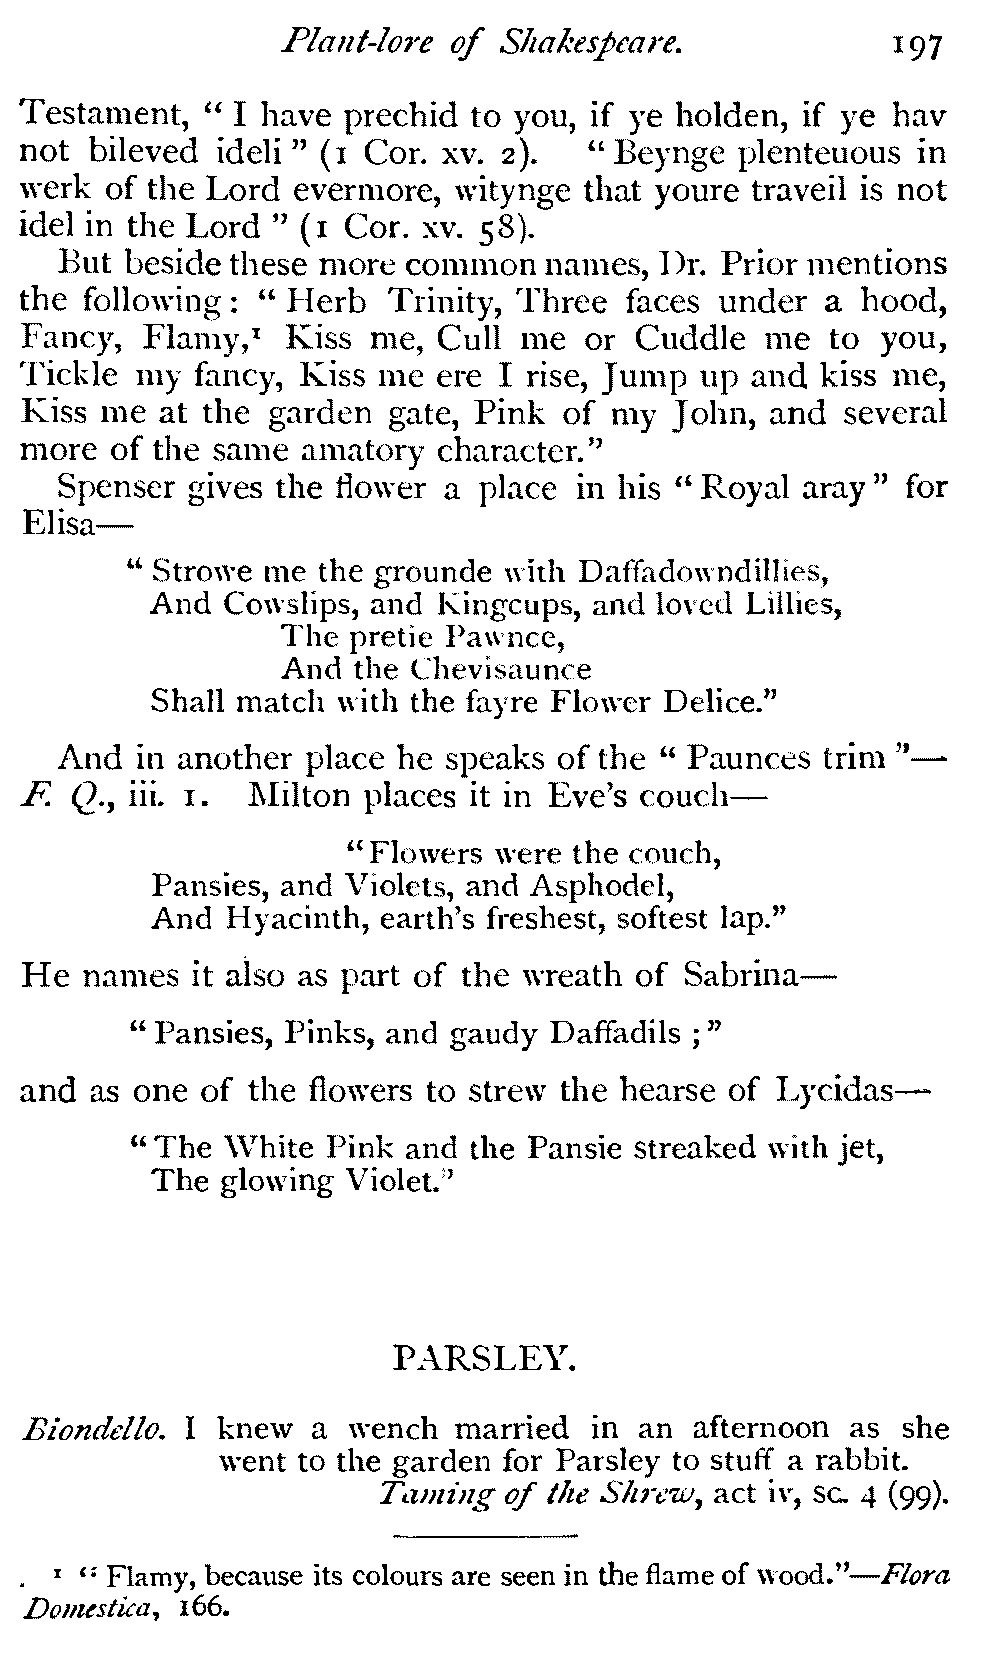 Plant-lore of Shakespeare. 197
Testament, “ I have prechid to you, if ye holden, if ye hav
not bileved ideli ” (1 Cor. xv. 2). “ Beynge plenteuous in
werk of the Lord evermore, witynge that youre traveil is not
idel in the Lord ” (1 Cor. xv. 58).
But beside these more common names, Dr. Prior mentions
the following : “ Herb Trinity, Three faces under a hood,
Fancy, Flamy,¹ Kiss me, Cull me or Cuddle me to you,
Tickle my fancy, Kiss me ere I rise, Jump up and kiss me,
Kiss me at the garden gate, Pink of my John, and several
more of the same amatory character.”
Spenser gives the flower a place in his “ Royal aray ” for
Elisa—
“ Strowe me the grounde with Daffadowndillies,
And Cowslips, and Kingcups, and loved Lillies,
The pretie Pawnce,
And the Chevisaunce
Shall match with the fayre Flower Delice.”
And in another place he speaks of the “ Paunces trim ”—
F. Q., iii. 1. Milton places it in Eve’s couch—
“ Flowers were the couch,
Pansies, and Violets, and Asphodel,
And Hyacinth, earth’s freshest, softest lap.”
He names it also as part of the wreath of Sabrina—
“ Pansies, Pinks, and gaudy Daffadils ; ”
and as one of the flowers to strew the hearse of Lycidas—
“ The White Pink and the Pansie streaked with jet,
The glowing Violet.”
PARSLEY.
Biondello. I knew a wench married in an afternoon as she
went to the garden for Parsley to stuff a rabbit.
Taming of the Shrew, act iv, sc. 4 (99).
¹ “ Flamy, because its colours are seen in the flame of wood.”—Flora
Domestica, 166.